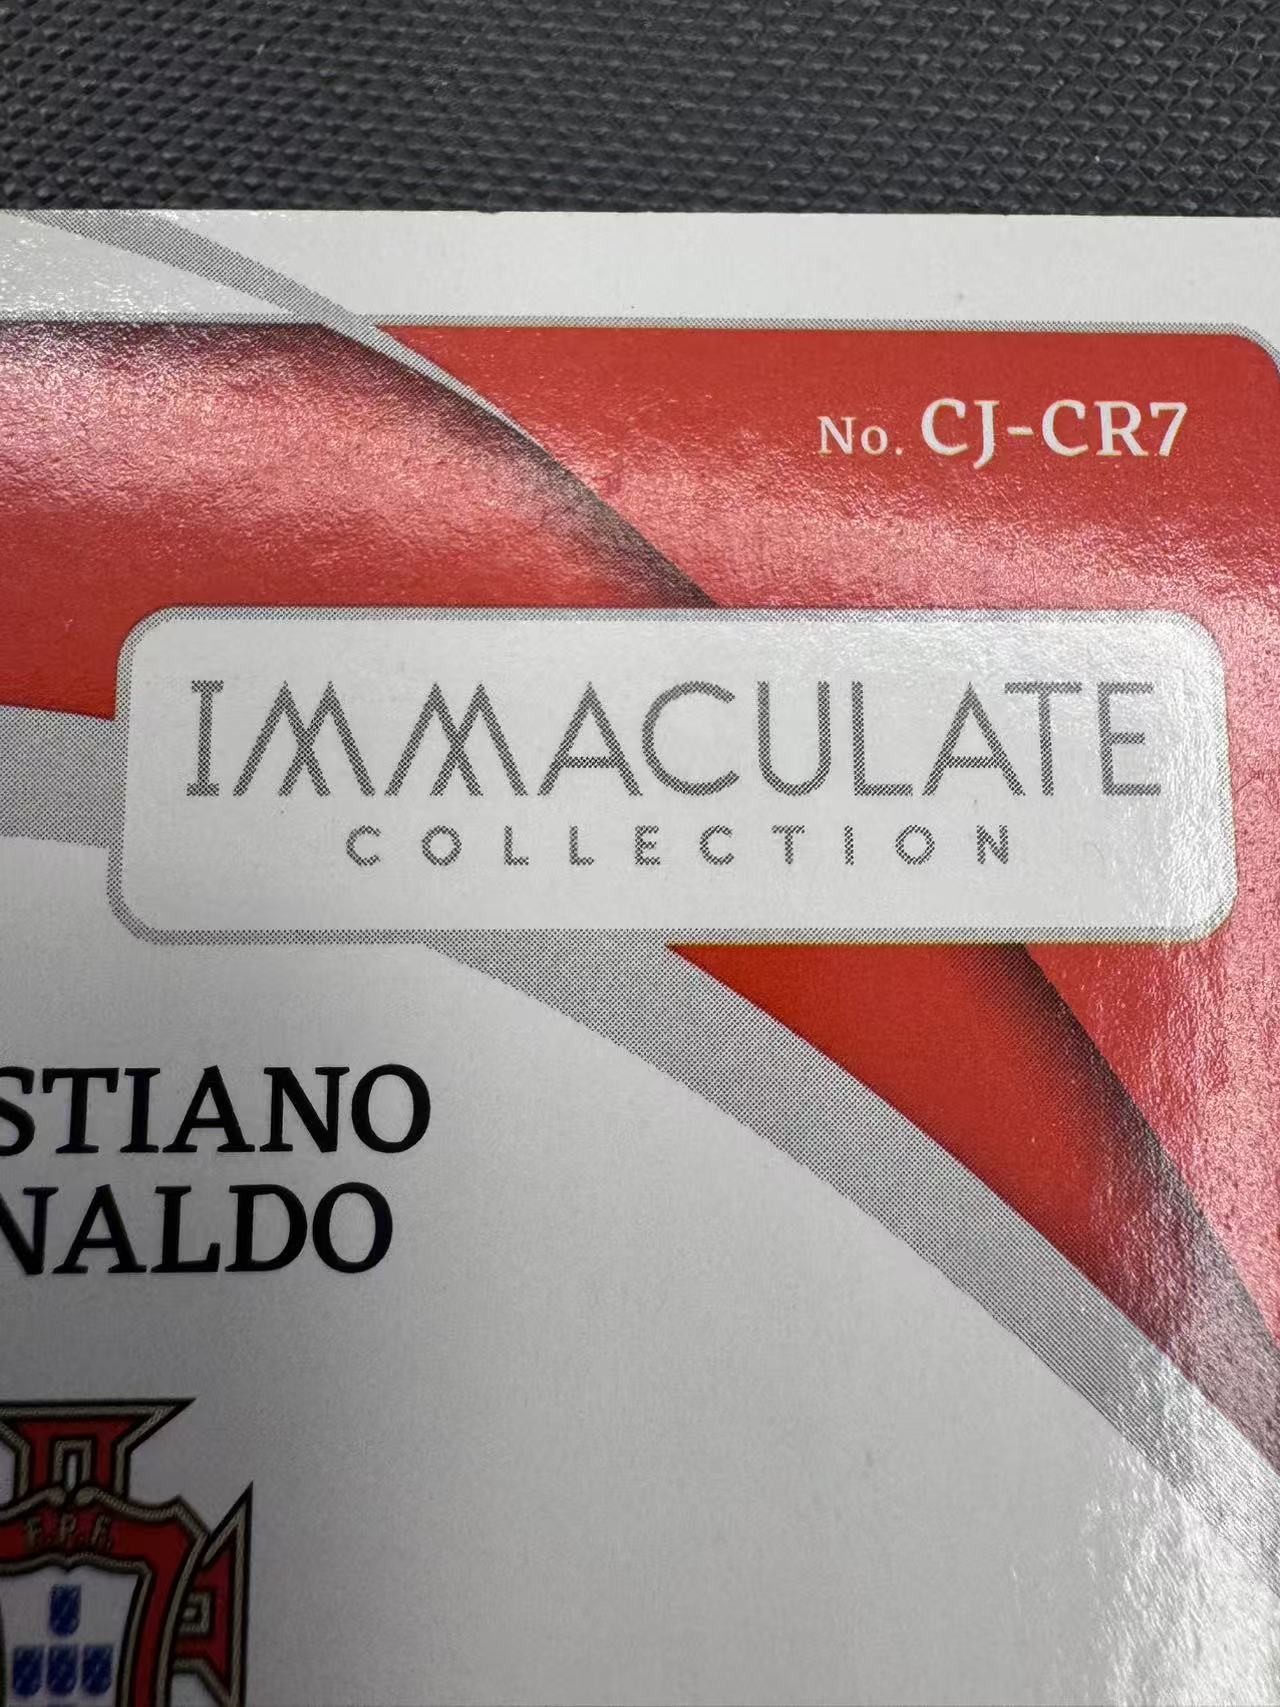 No. CJ-CR7
IMMACULATE
COLLECTION
STIANO
NALDO
F.P.F.